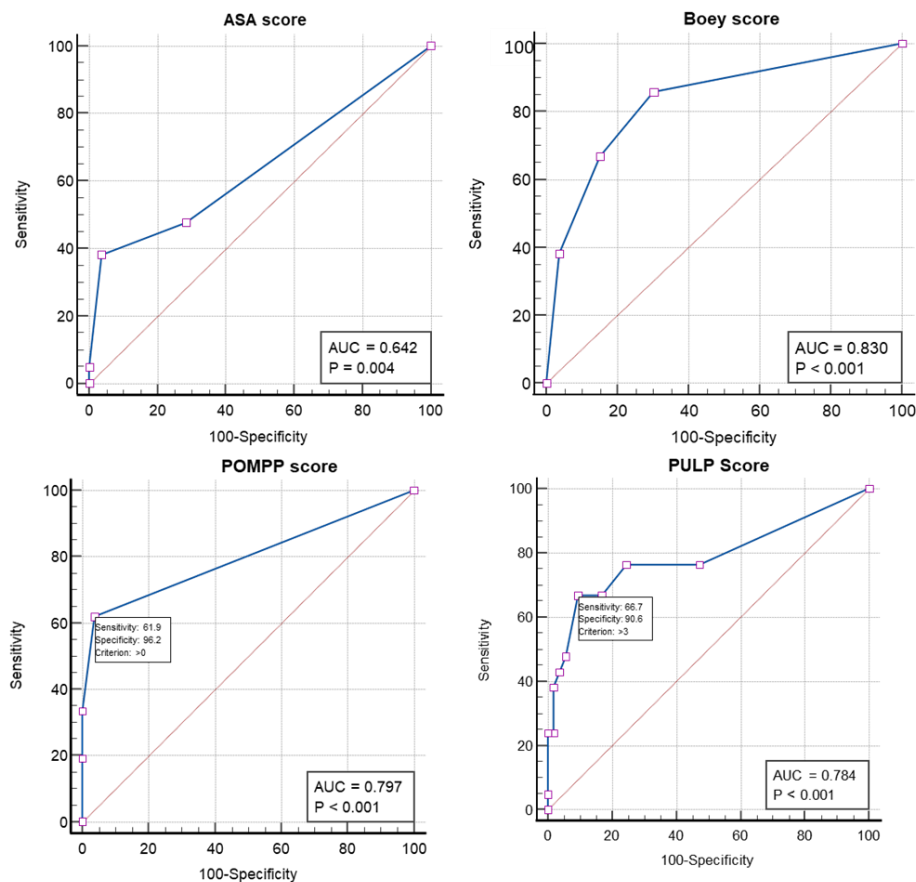 ASA score
100
80
60
40
20
0
Sensitivity
AUC = 0.642
P = 0.004
0 20 40 60 80 100
100-Specificity
Boey score
100
80
60
40
20
0
Sensitivity
AUC = 0.830
P < 0.001
0 20 40 60 80 100
100-Specificity
POMPP score
100
80
60
40
20
0
Sensitivity
Sensitivity: 61.9
Specificity: 96.2
Criterion: >0
AUC = 0.797
P < 0.001
0 20 40 60 80 100
100-Specificity
PULP Score
100
80
60
40
20
0
Sensitivity
Sensitivity: 66.7
Specificity: 90.6
Criterion: >3
AUC = 0.784
P < 0.001
0 20 40 60 80 100
100-Specificity